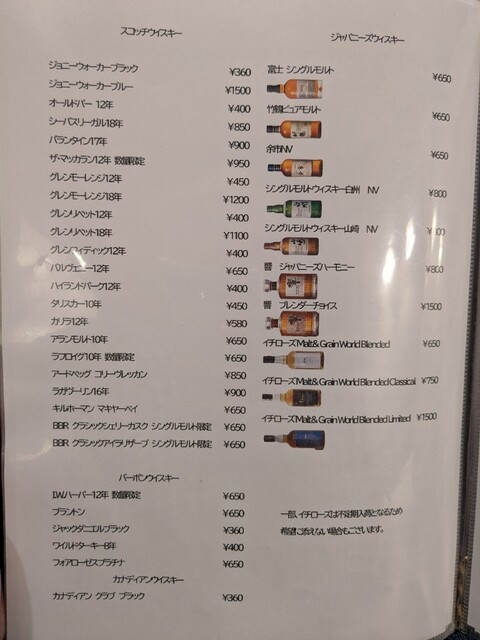 スコッチウイスキー
ジョニーウォーカーブラック ¥360
ジョニーウォーカーブルー ¥1500
オールドパー 12年 ¥400
シーバスリーガル18年 ¥850
バランタイン17年 ¥900
ザ・マッカラン12年 数量限定 ¥950
グレンモーレンジ12年 ¥450
グレンモーレンジ18年 ¥1200
グレンリベット12年 ¥400
グレンリベット18年 ¥1100
グレンフィディック12年 ¥400
バルヴェニー12年 ¥650
ハイランドパーク12年 ¥400
タリスカー10年 ¥450
カリラ12年 ¥580
アランモルト10年 ¥650
ラフロイグ10年 数量限定 ¥650
アードベッグ コリーヴレッカン ¥850
ラガヴーリン16年 ¥900
キルホーマン マキヤーベイ ¥650
BBR クラシックシェリーカスク シングルモルト限定 ¥650
BBR クラシックアイラリザーブ シングルモルト限定 ¥650
バーボンウイスキー
I.W.ハーパー12年 数量限定 ¥650
ブラントン ¥650
ジャックダニエルブラック ¥360
ワイルドターキー8年 ¥400
フォアローゼスプラチナ ¥650
カナディアンウイスキー
カナディアン クラブ ブラック ¥360
ジャパニーズウィスキー
富士 シングルモルト ¥650
竹鶴ピュアモルト ¥650
余市NV ¥650
シングルモルトウィスキー白州 NV ¥800
シングルモルトウィスキー山崎 NV
響 ジャパニーズハーモニー ¥800
響 ブレンダーチョイス ¥1500
イチローズ Malt & Grain World Blended ¥650
イチローズ Malt & Grain World Blended Classical ¥750
イチローズ Malt & Grain World Blended Limited ¥1500
一部、イチローズは不定期入荷となるため
希望に添えない場合もございます。